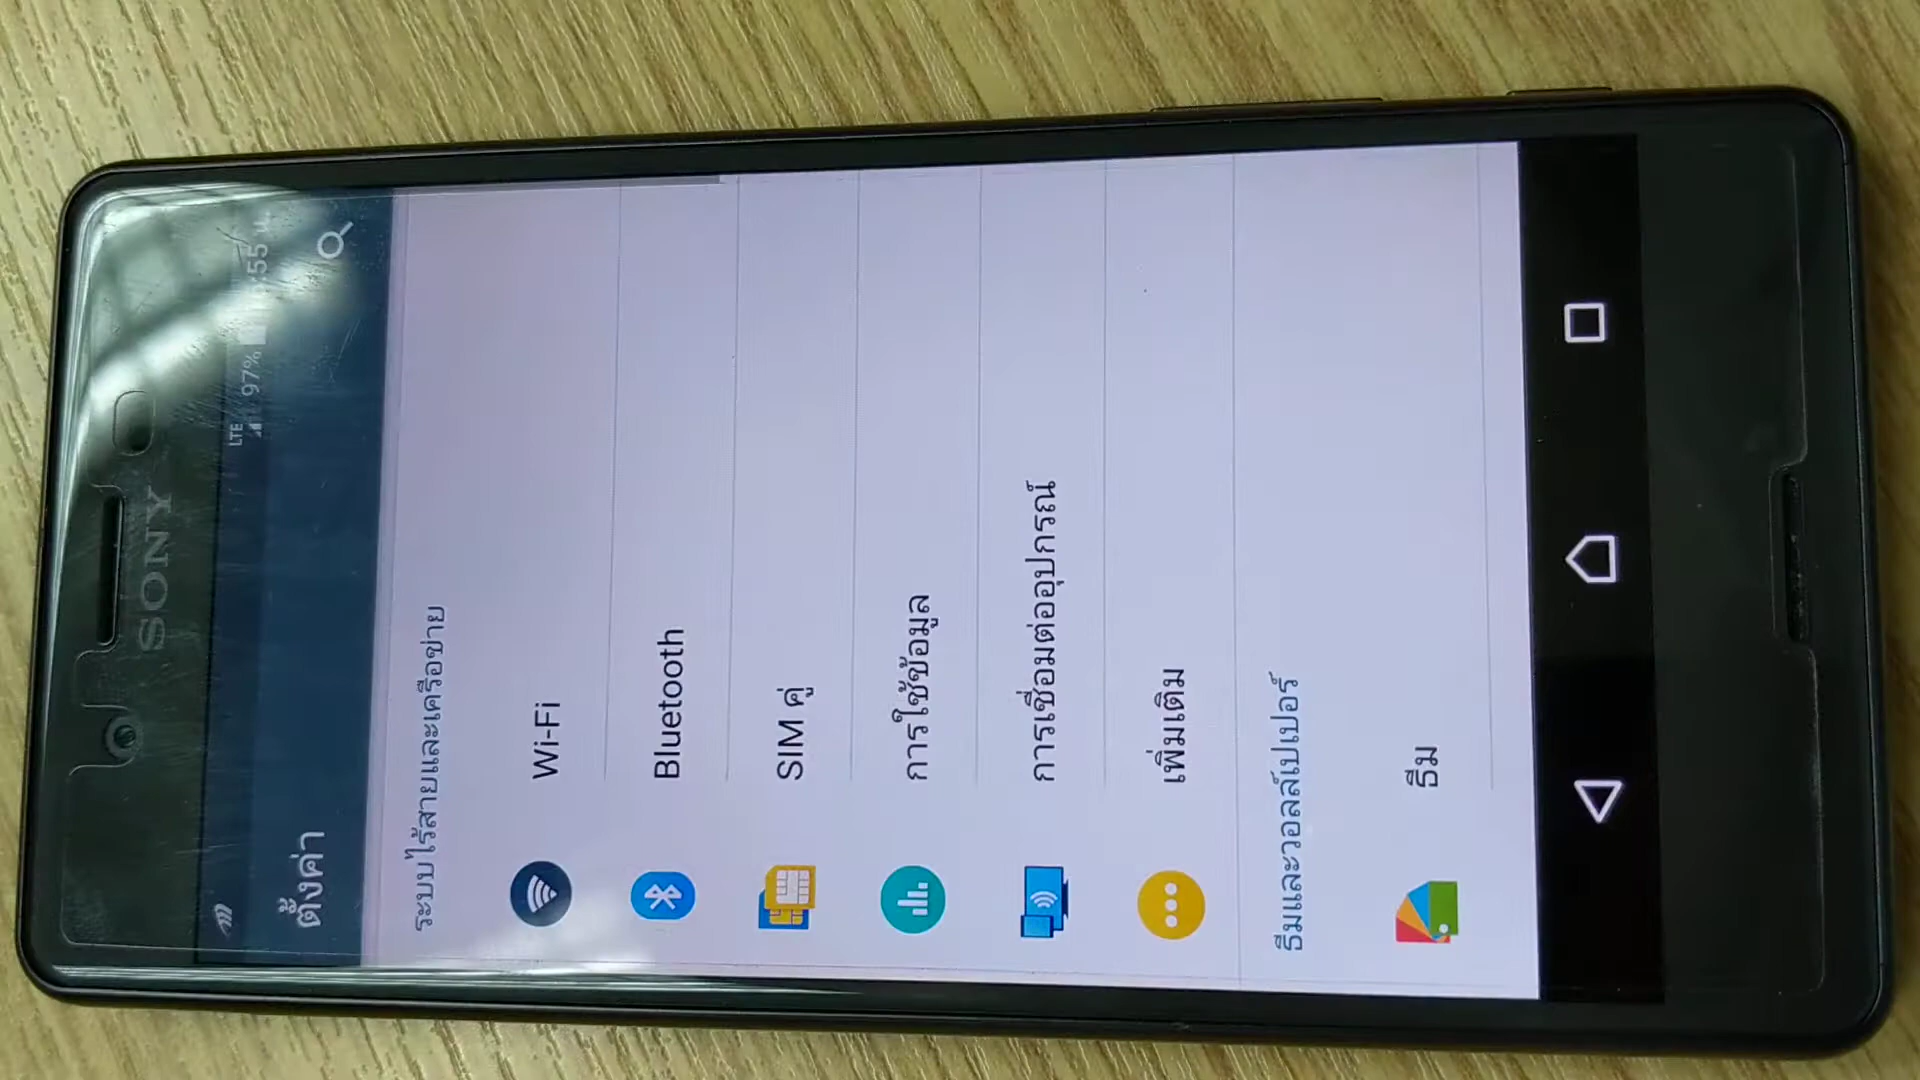 SONY
LTE
97%
ตั้งค่า
ระบบไร้สายและเครือข่าย
Wi-Fi
Bluetooth
SIM คู่
การใช้ข้อมูล
การเชื่อมต่ออุปกรณ์
เพิ่มเติม
ธีมและวอลล์เปเปอร์
ธีม